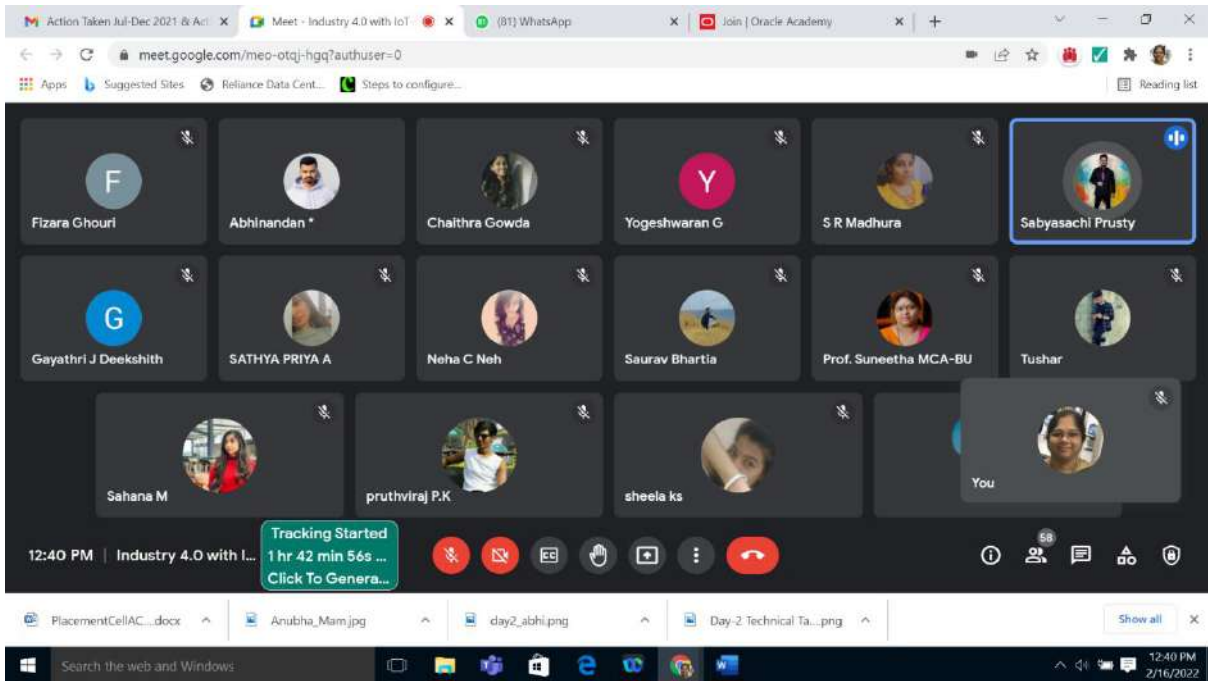 Action Taken Jul-Dec 2021 & Act
Meet - Industry 4.0 with IoT
(81) WhatsApp
Join | Oracle Academy
meet.google.com/meo-otqj-hgq?authuser=0
Apps
Suggested Sites
Reliance Data Cent...
Steps to configure...
Reading list
F
Fizara Ghouri
Abhinandan *
Chaithra Gowda
Y
Yogeshwaran G
S R Madhura
Sabyasachi Prusty
G
Gayathri J Deekshith
SATHYA PRIYA A
Neha C Neh
Saurav Bhartia
Prof. Suneetha MCA-BU
Tushar
Sahana M
pruthviraj P.K
sheela ks
You
12:40 PM | Industry 4.0 with I...
Tracking Started
1 hr 42 min 56s ...
Click To Genera...
CC
58
PlacementCellAC....docx
Anubha_Mam.jpg
day2_abhi.png
Day-2 Technical Ta....png
Show all
Search the web and Windows
12:40 PM
2/16/2022